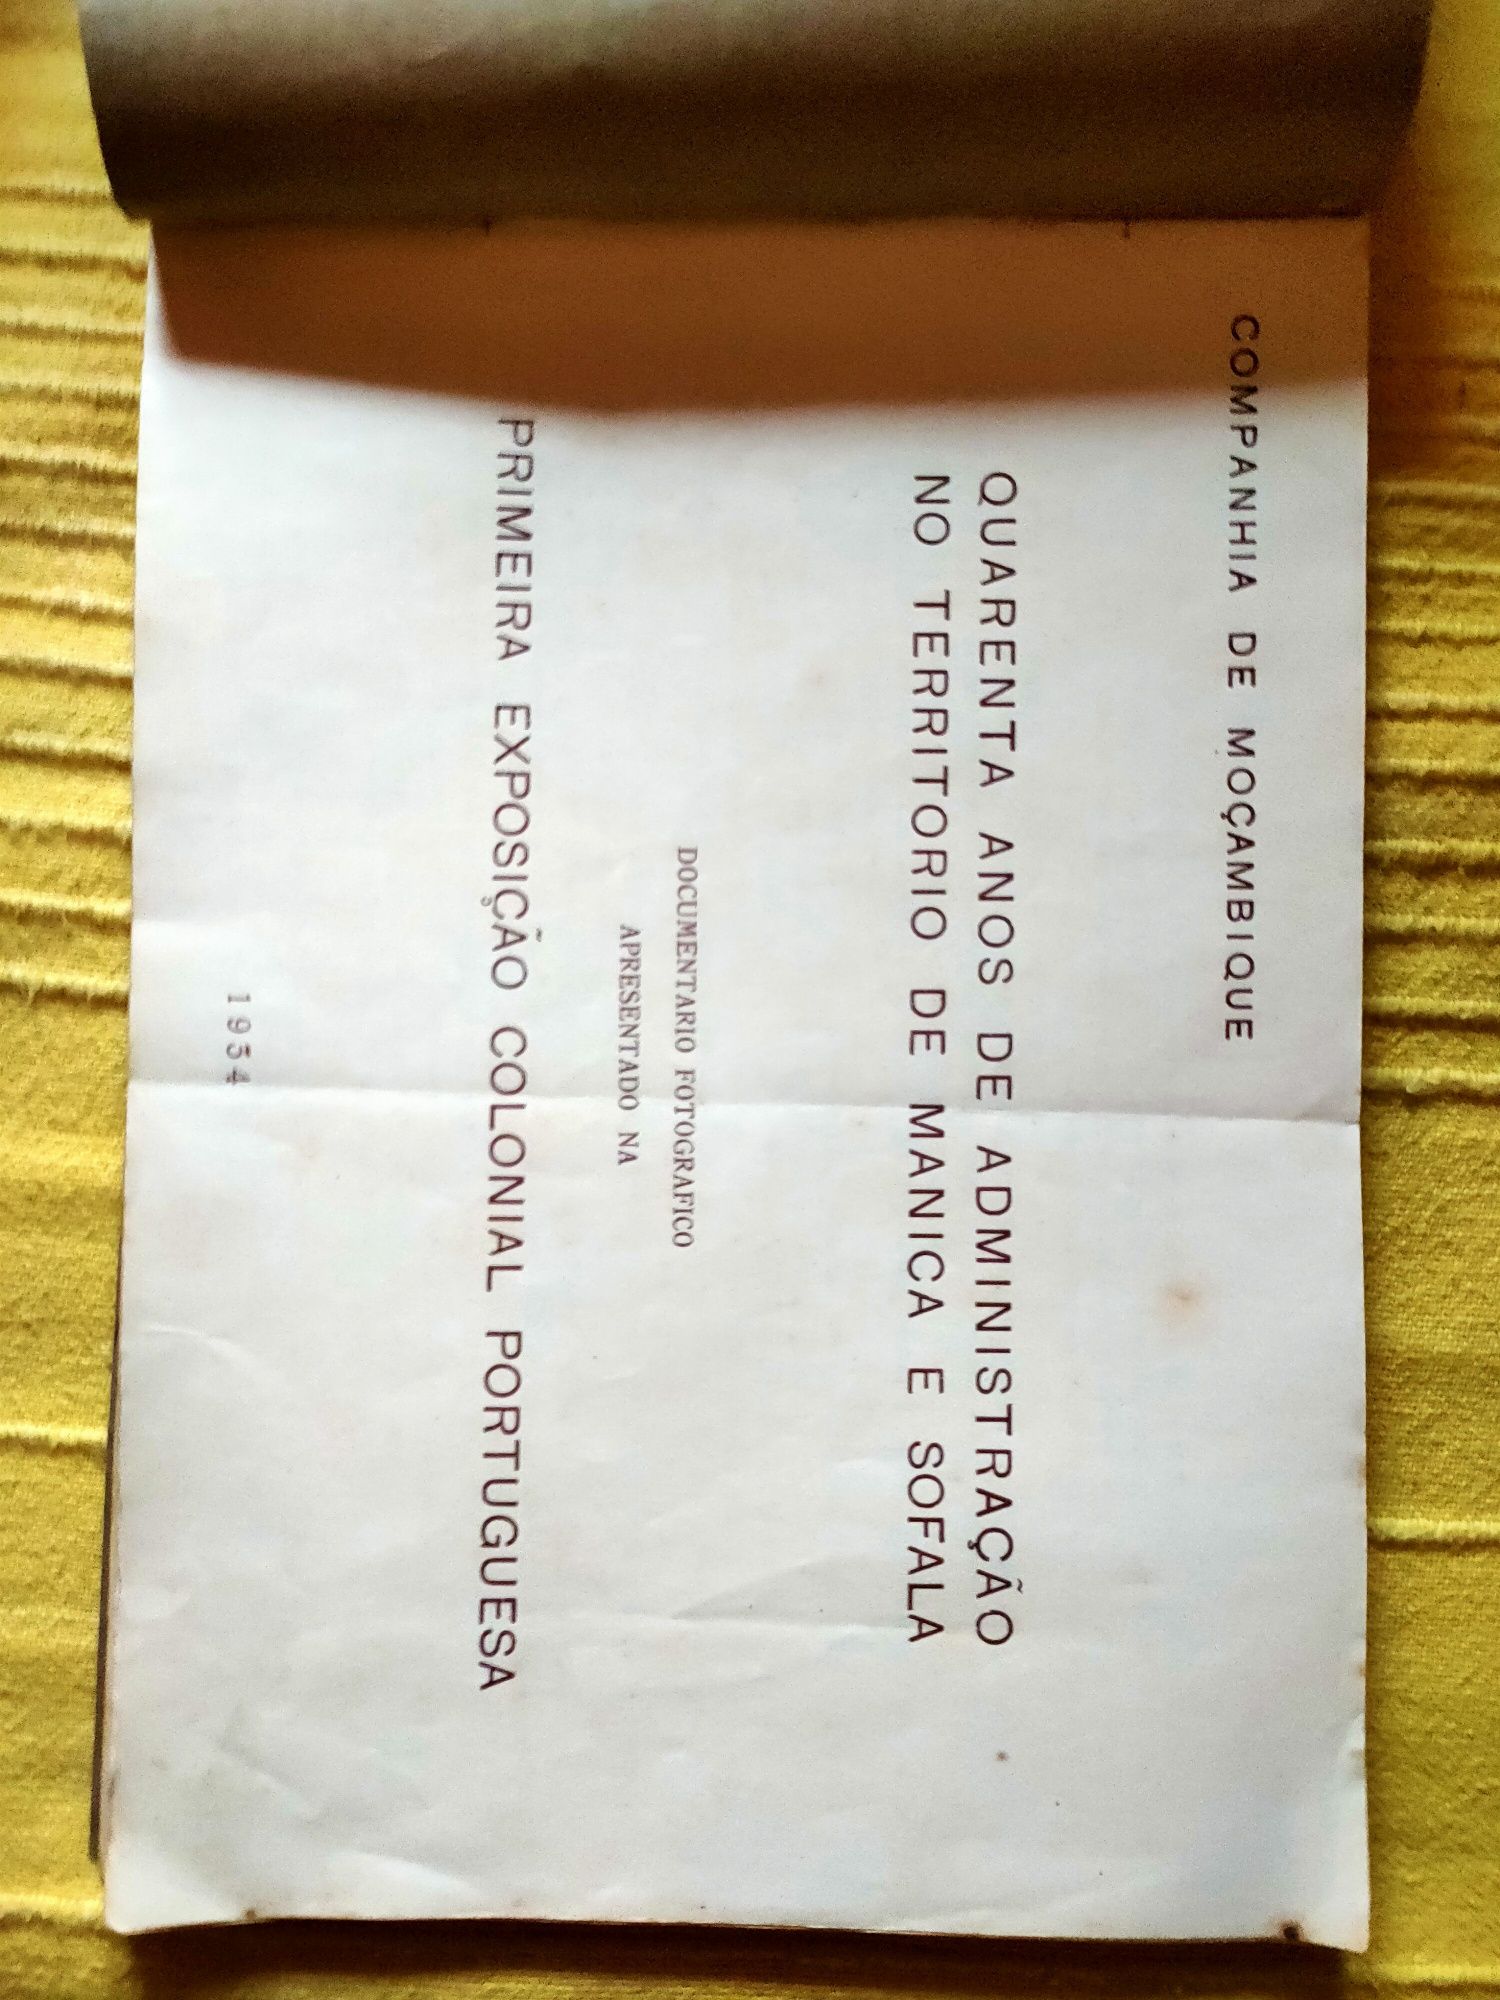 COMPANHIA DE MOÇAMBIQUE
QUARENTA ANOS DE ADMINISTRAÇÃO
NO TERRITORIO DE MANICA E SOFALA
DOCUMENTARIO FOTOGRAFICO
APRESENTADO NA
PRIMEIRA EXPOSIÇÃO COLONIAL PORTUGUESA
1934